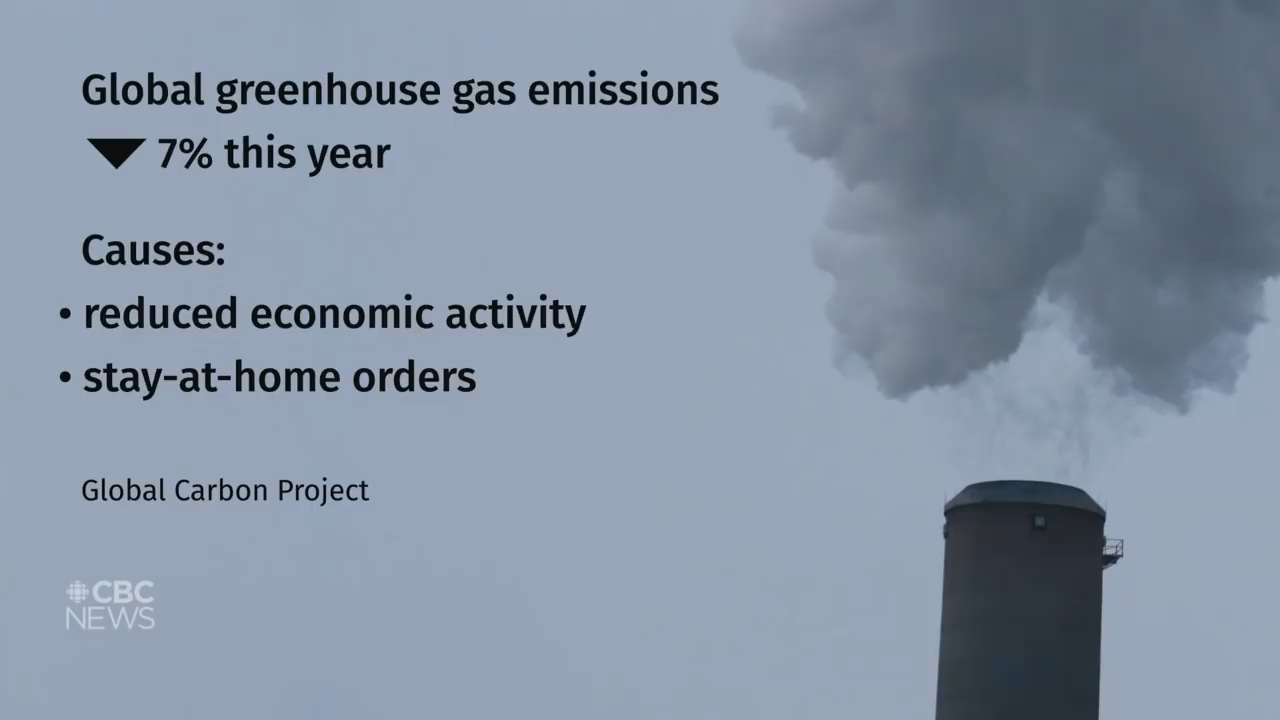 Global greenhouse gas emissions
▼ 7% this year
Causes:
• reduced economic activity
• stay-at-home orders
Global Carbon Project
CBC
NEWS